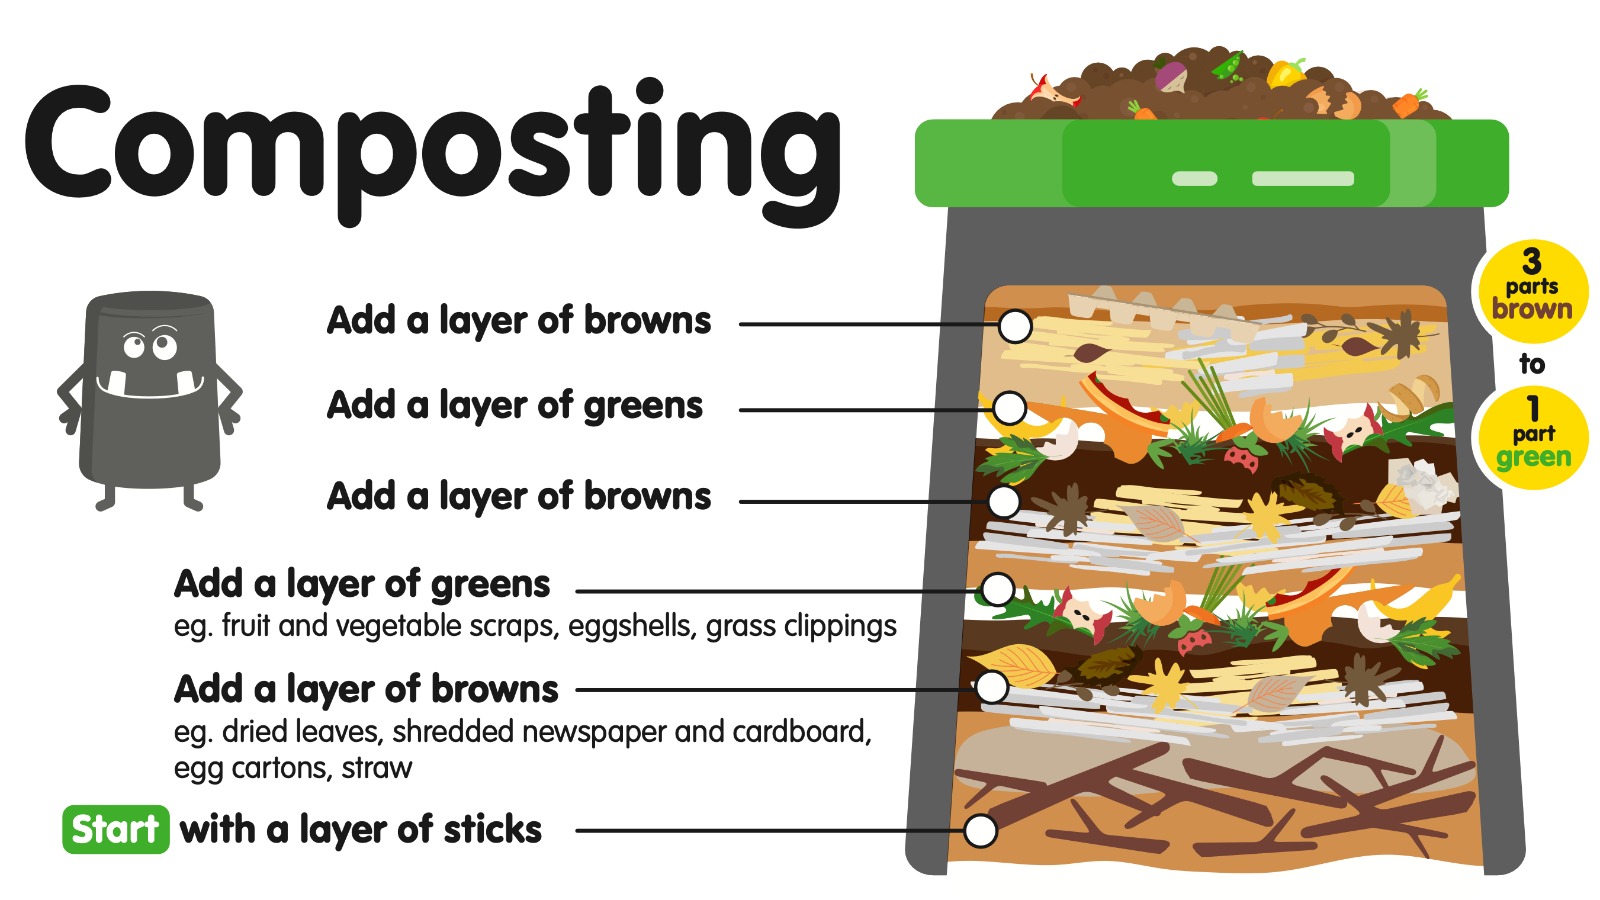 Composting
Add a layer of browns
Add a layer of greens
Add a layer of browns
Add a layer of greens
eg. fruit and vegetable scraps, eggshells, grass clippings
Add a layer of browns
eg. dried leaves, shredded newspaper and cardboard,
egg cartons, straw
Start with a layer of sticks
3
parts
brown
to
1
part
green